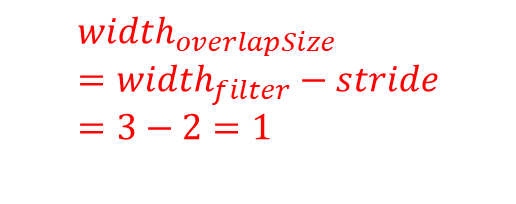 width_overlapSize
= width_filter − stride
= 3 − 2 = 1